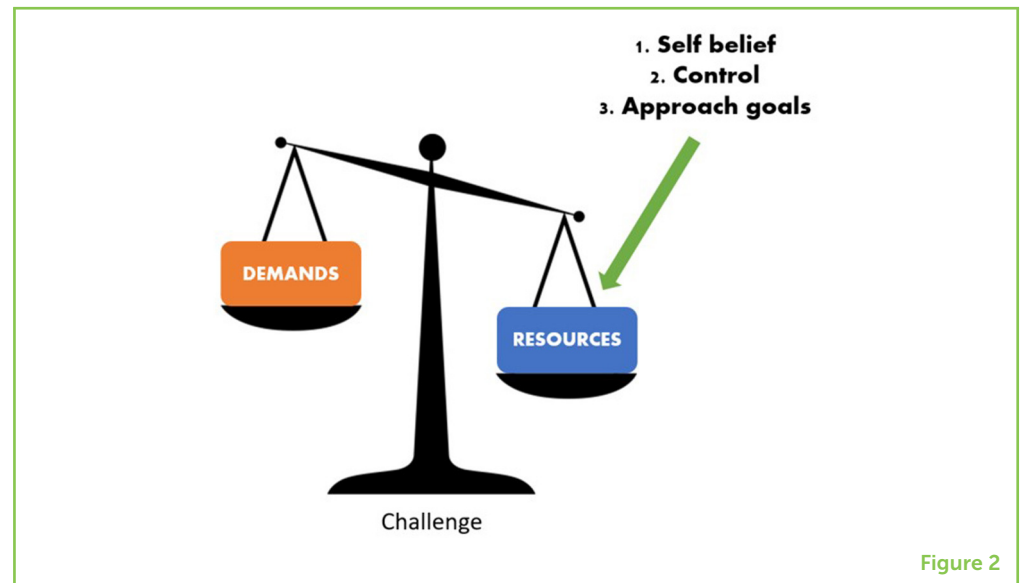 1. Self belief
2. Control
3. Approach goals
DEMANDS
RESOURCES
Challenge
Figure 2